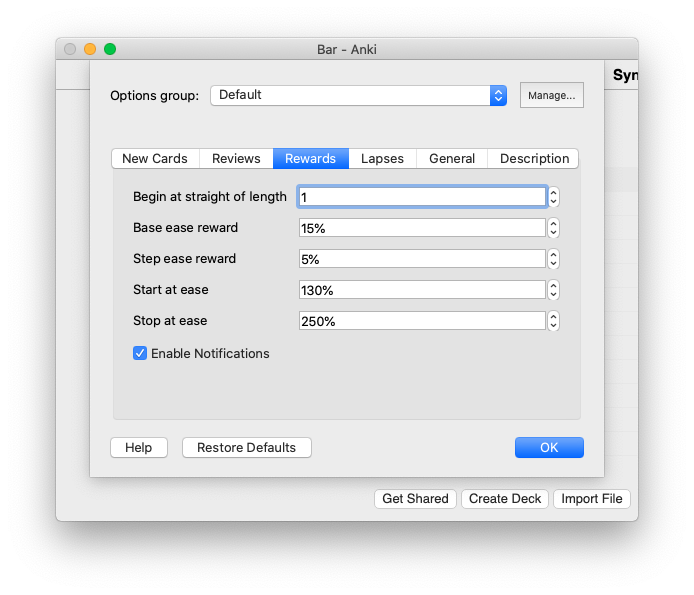 Bar - Anki
Syn
Options group: Default Manage...
New Cards Reviews Rewards Lapses General Description
Begin at straight of length 1
Base ease reward 15%
Step ease reward 5%
Start at ease 130%
Stop at ease 250%
Enable Notifications
Help Restore Defaults OK
Get Shared Create Deck Import File